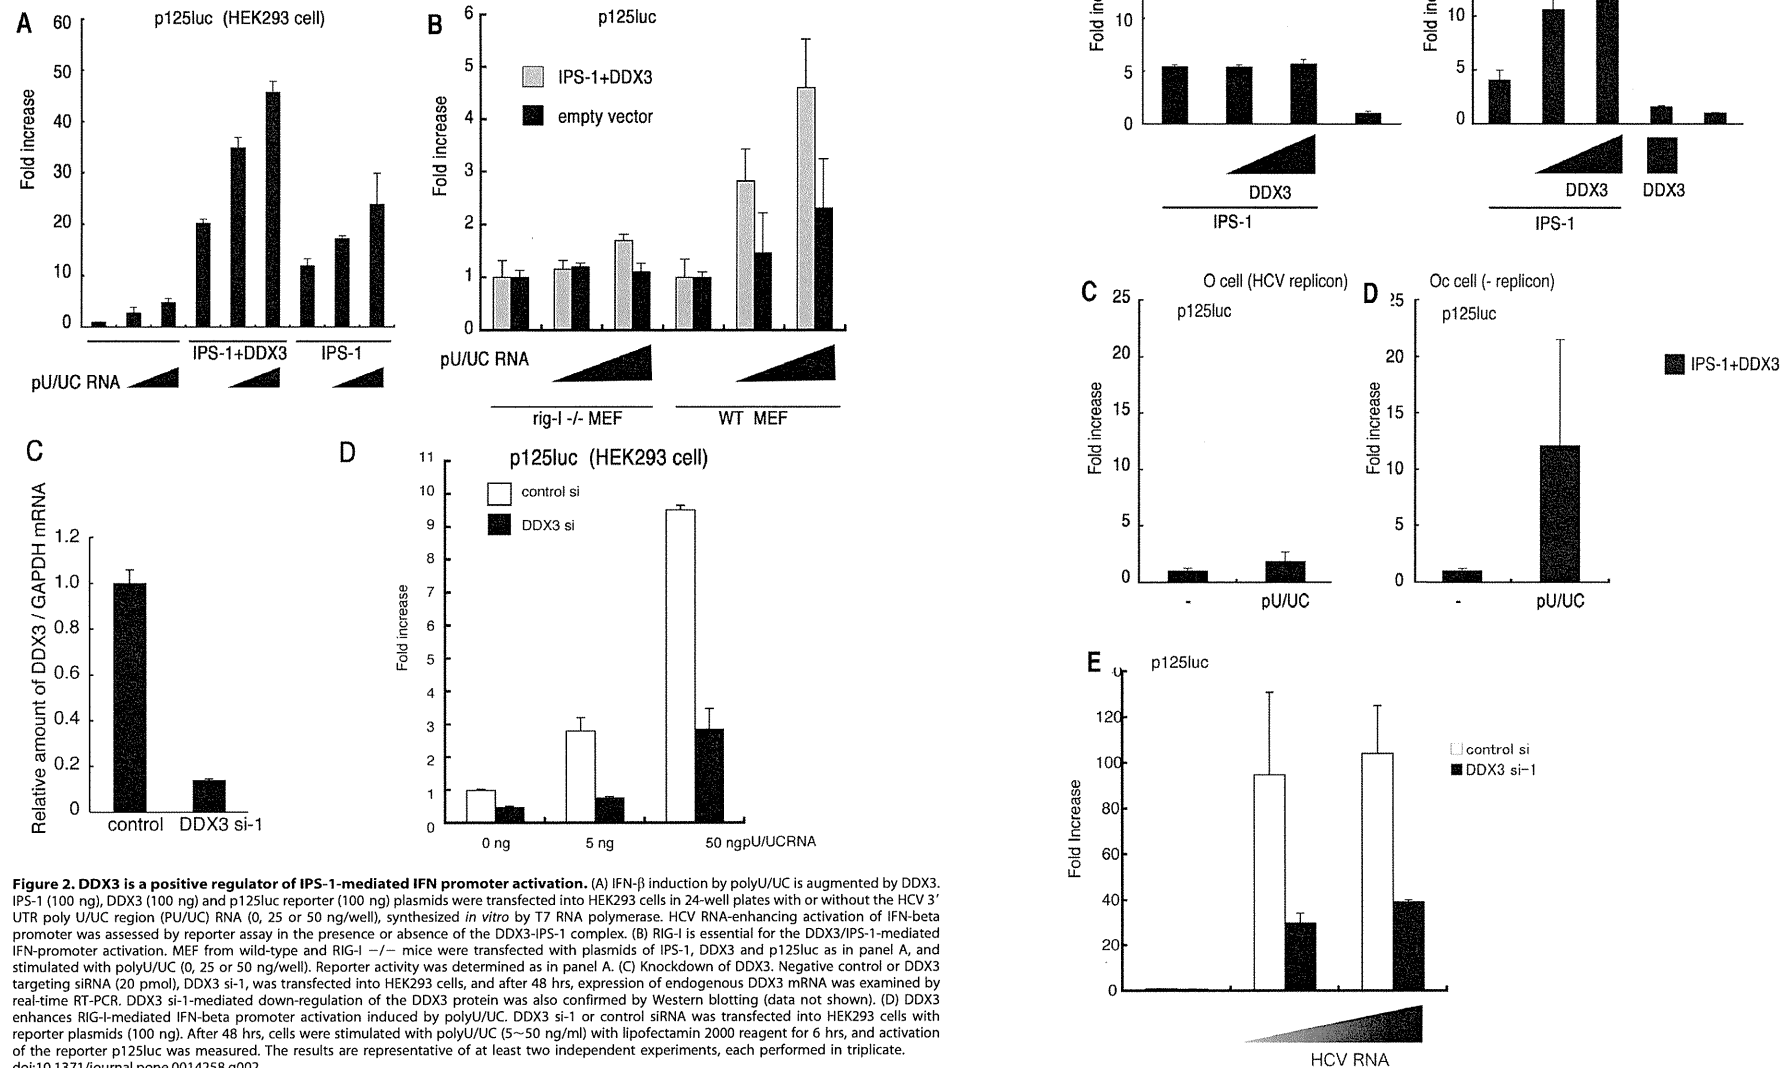 A
p125luc (HEK293 cell)
60
50
40
30
20
10
0
Fold increase
IPS-1+DDX3
IPS-1
pU/UC RNA
B
p125luc
6
5
4
3
2
1
0
Fold increase
IPS-1+DDX3
empty vector
pU/UC RNA
rig-I -/- MEF
WT MEF
C
1.2
1.0
0.8
0.6
0.4
0.2
0
Relative amount of DDX3 / GAPDH mRNA
control
DDX3 si-1
D
p125luc (HEK293 cell)
11
10
9
8
7
6
5
4
3
2
1
0
Fold increase
control si
DDX3 si
0 ng
5 ng
50 ngpU/UCRNA
Figure 2. DDX3 is a positive regulator of IPS-1-mediated IFN promoter activation. (A) IFN-β induction by polyU/UC is augmented by DDX3.
IPS-1 (100 ng), DDX3 (100 ng) and p125luc reporter (100 ng) plasmids were transfected into HEK293 cells in 24-well plates with or without the HCV 3′
UTR poly U/UC region (PU/UC) RNA (0, 25 or 50 ng/well), synthesized in vitro by T7 RNA polymerase. HCV RNA-enhancing activation of IFN-beta
promoter was assessed by reporter assay in the presence or absence of the DDX3-IPS-1 complex. (B) RIG-I is essential for the DDX3/IPS-1-mediated
IFN-promoter activation. MEF from wild-type and RIG-I −/− mice were transfected with plasmids of IPS-1, DDX3 and p125luc as in panel A, and
stimulated with polyU/UC (0, 25 or 50 ng/well). Reporter activity was determined as in panel A. (C) Knockdown of DDX3. Negative control or DDX3
targeting siRNA (20 pmol), DDX3 si-1, was transfected into HEK293 cells, and after 48 hrs, expression of endogenous DDX3 mRNA was examined by
real-time RT-PCR. DDX3 si-1-mediated down-regulation of the DDX3 protein was also confirmed by Western blotting (data not shown). (D) DDX3
enhances RIG-I-mediated IFN-beta promoter activation induced by polyU/UC. DDX3 si-1 or control siRNA was transfected into HEK293 cells with
reporter plasmids (100 ng). After 48 hrs, cells were stimulated with polyU/UC (5~50 ng/ml) with lipofectamin 2000 reagent for 6 hrs, and activation
of the reporter p125luc was measured. The results are representative of at least two independent experiments, each performed in triplicate.
doi:10.1371/journal.pone.0014258.g002
10
5
0
Fold inc
DDX3
IPS-1
10
5
0
Fold inc
DDX3
DDX3
IPS-1
C
O cell (HCV replicon)
p125luc
25
20
15
10
5
0
Fold increase
-
pU/UC
D
Oc cell (- replicon)
p125luc
25
20
15
10
5
0
Fold increase
-
pU/UC
IPS-1+DDX3
E
p125luc
120
100
80
60
40
20
0
Fold Increase
control si
DDX3 si-1
HCV RNA